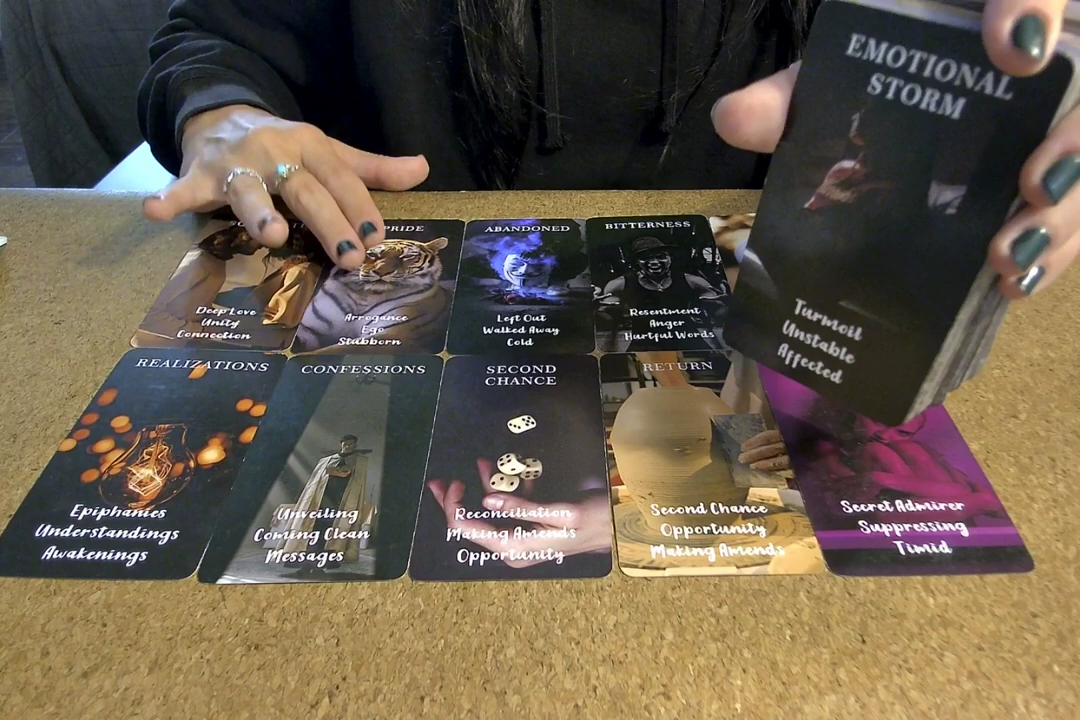 EMOTIONAL
STORM
Turmoil
Unstable
Affected
Deep Love
Unity
Connection
PRIDE
Arrogance
Ego
Stubborn
ABANDONED
Left Out
Walked Away
Cold
BITTERNESS
Resentment
Anger
Hurtful Words
REALIZATIONS
Epiphanies
Understandings
Awakenings
CONFESSIONS
Unveiling
Coming Clean
Messages
SECOND
CHANCE
Reconciliation
Making Amends
Opportunity
RETURN
Second Chance
Opportunity
Making Amends
Secret Admirer
Suppressing
Timid